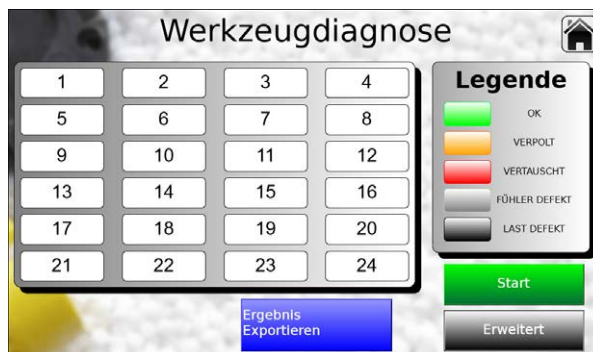 Werkzeugdiagnose
1 2 3 4
5 6 7 8
9 10 11 12
13 14 15 16
17 18 19 20
21 22 23 24
Legende
OK
VERPOLT
VERTAUSCHT
FÜHLER DEFEKT
LAST DEFEKT
Start
Ergebnis
Exportieren
Erweitert